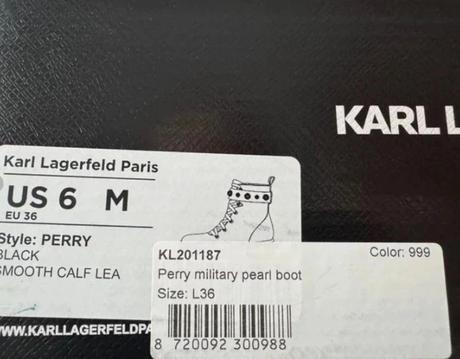 KARL L
Karl Lagerfeld Paris
US 6 M
EU 36
Style: PERRY
BLACK
SMOOTH CALF LEA
KL201187
Color: 999
Perry military pearl boot
Size: L36
WWW.KARLLAGERFELDPA
8 720092 300988